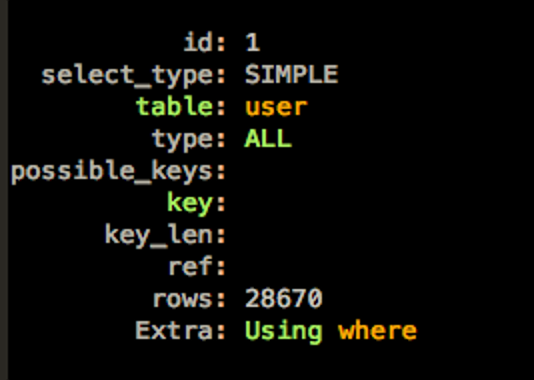 id: 1
select_type: SIMPLE
table: user
type: ALL
possible_keys:
key:
key_len:
ref:
rows: 28670
Extra: Using where